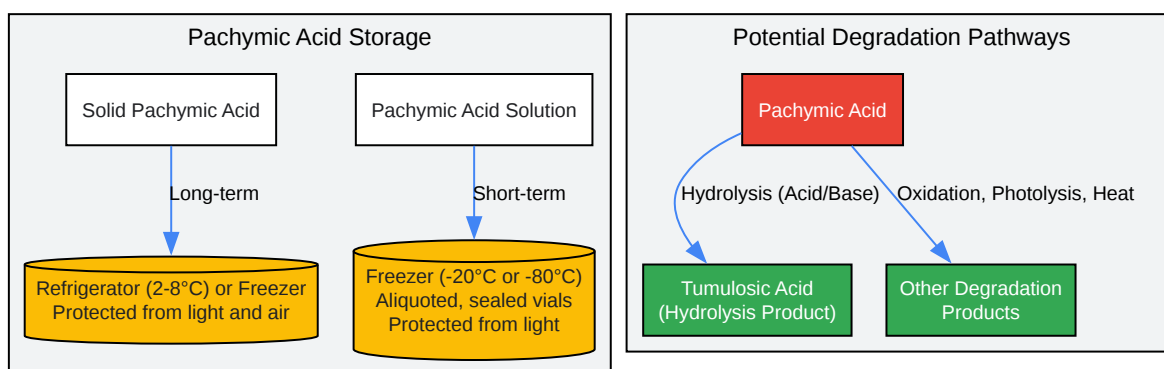 Pachymic Acid Storage
Solid Pachymic Acid
Pachymic Acid Solution
Long-term
Short-term
Refrigerator (2-8°C) or Freezer
Protected from light and air
Freezer (-20°C or -80°C)
Aliquoted, sealed vials
Protected from light
Potential Degradation Pathways
Pachymic Acid
Hydrolysis (Acid/Base)
Oxidation, Photolysis, Heat
Tumulosic Acid
(Hydrolysis Product)
Other Degradation
Products